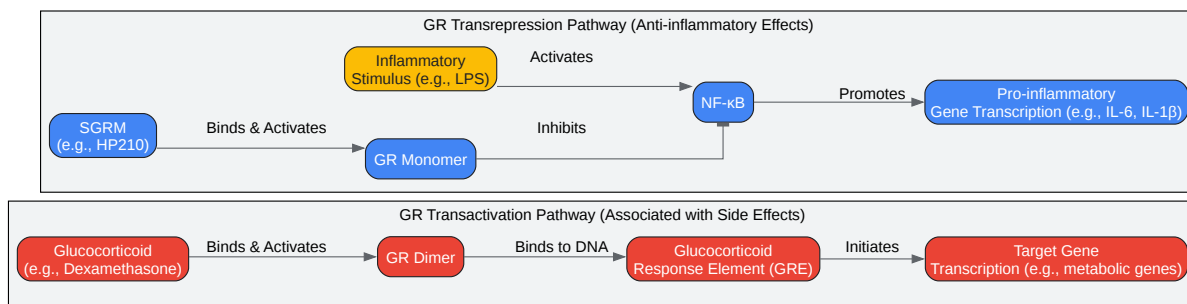 GR Transrepression Pathway (Anti-inflammatory Effects)
Inflammatory
Stimulus (e.g., LPS)
Activates
NF-κB
Promotes
Pro-inflammatory
Gene Transcription (e.g., IL-6, IL-1β)
SGRM
(e.g., HP210)
Binds & Activates
GR Monomer
Inhibits
GR Transactivation Pathway (Associated with Side Effects)
Glucocorticoid
(e.g., Dexamethasone)
Binds & Activates
GR Dimer
Binds to DNA
Glucocorticoid
Response Element (GRE)
Initiates
Target Gene
Transcription (e.g., metabolic genes)